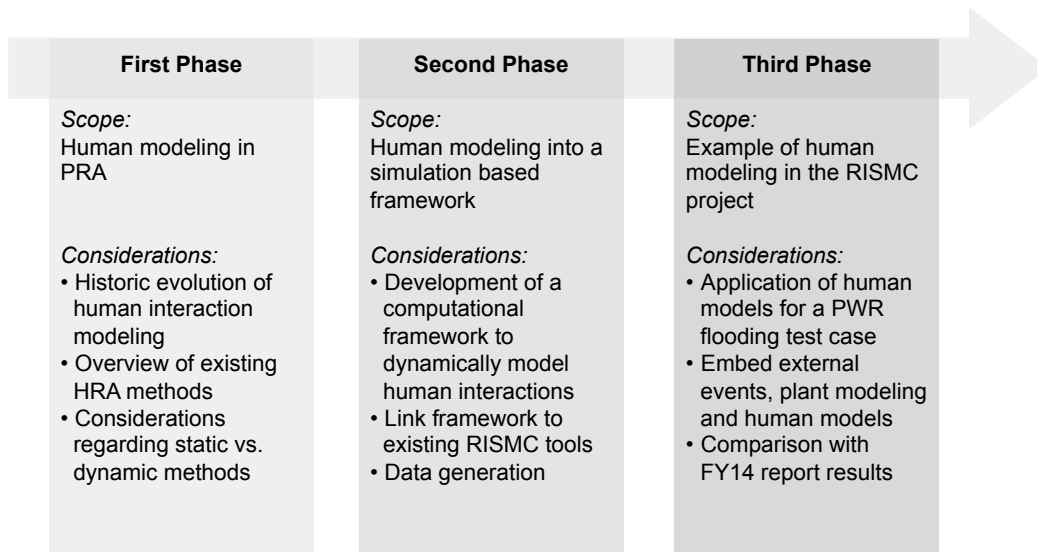 First Phase
Scope:
Human modeling in
PRA
Considerations:
• Historic evolution of
human interaction
modeling
• Overview of existing
HRA methods
• Considerations
regarding static vs.
dynamic methods
Second Phase
Scope:
Human modeling into a
simulation based
framework
Considerations:
• Development of a
computational
framework to
dynamically model
human interactions
• Link framework to
existing RISMC tools
• Data generation
Third Phase
Scope:
Example of human
modeling in the RISMC
project
Considerations:
• Application of human
models for a PWR
flooding test case
• Embed external
events, plant modeling
and human models
• Comparison with
FY14 report results